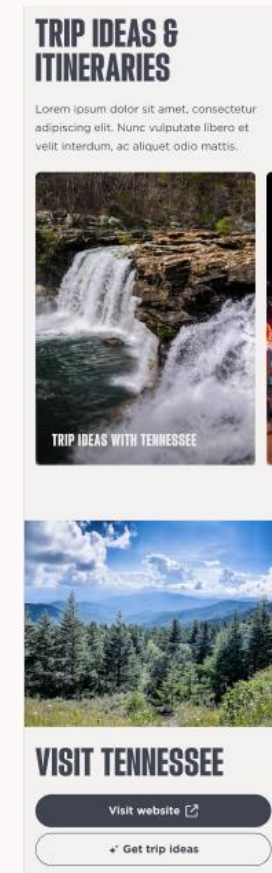 TRIP IDEAS &
ITINERARIES
Lorem ipsum dolor sit amet, consectetur
adipiscing elit. Nunc vulputate libero et
velit interdum, ac aliquet odio mattis.
TRIP IDEAS WITH TENNESSEE
VISIT TENNESSEE
Visit website
Get trip ideas